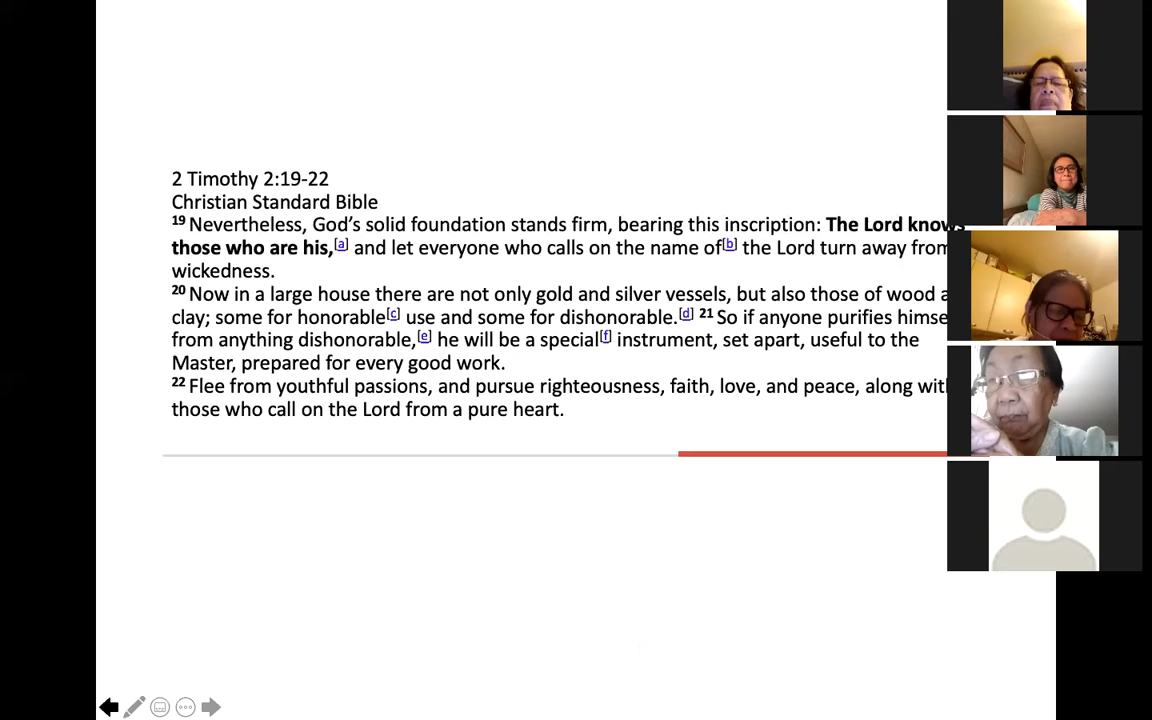 2 Timothy 2:19-22
Christian Standard Bible
19 Nevertheless, God's solid foundation stands firm, bearing this inscription: The Lord knows
those who are his,[a] and let everyone who calls on the name of[b] the Lord turn away from
wickedness.
20 Now in a large house there are not only gold and silver vessels, but also those of wood a
clay; some for honorable[c] use and some for dishonorable.[d] 21 So if anyone purifies himse
from anything dishonorable,[e] he will be a special[f] instrument, set apart, useful to the
Master, prepared for every good work.
22 Flee from youthful passions, and pursue righteousness, faith, love, and peace, along with
those who call on the Lord from a pure heart.